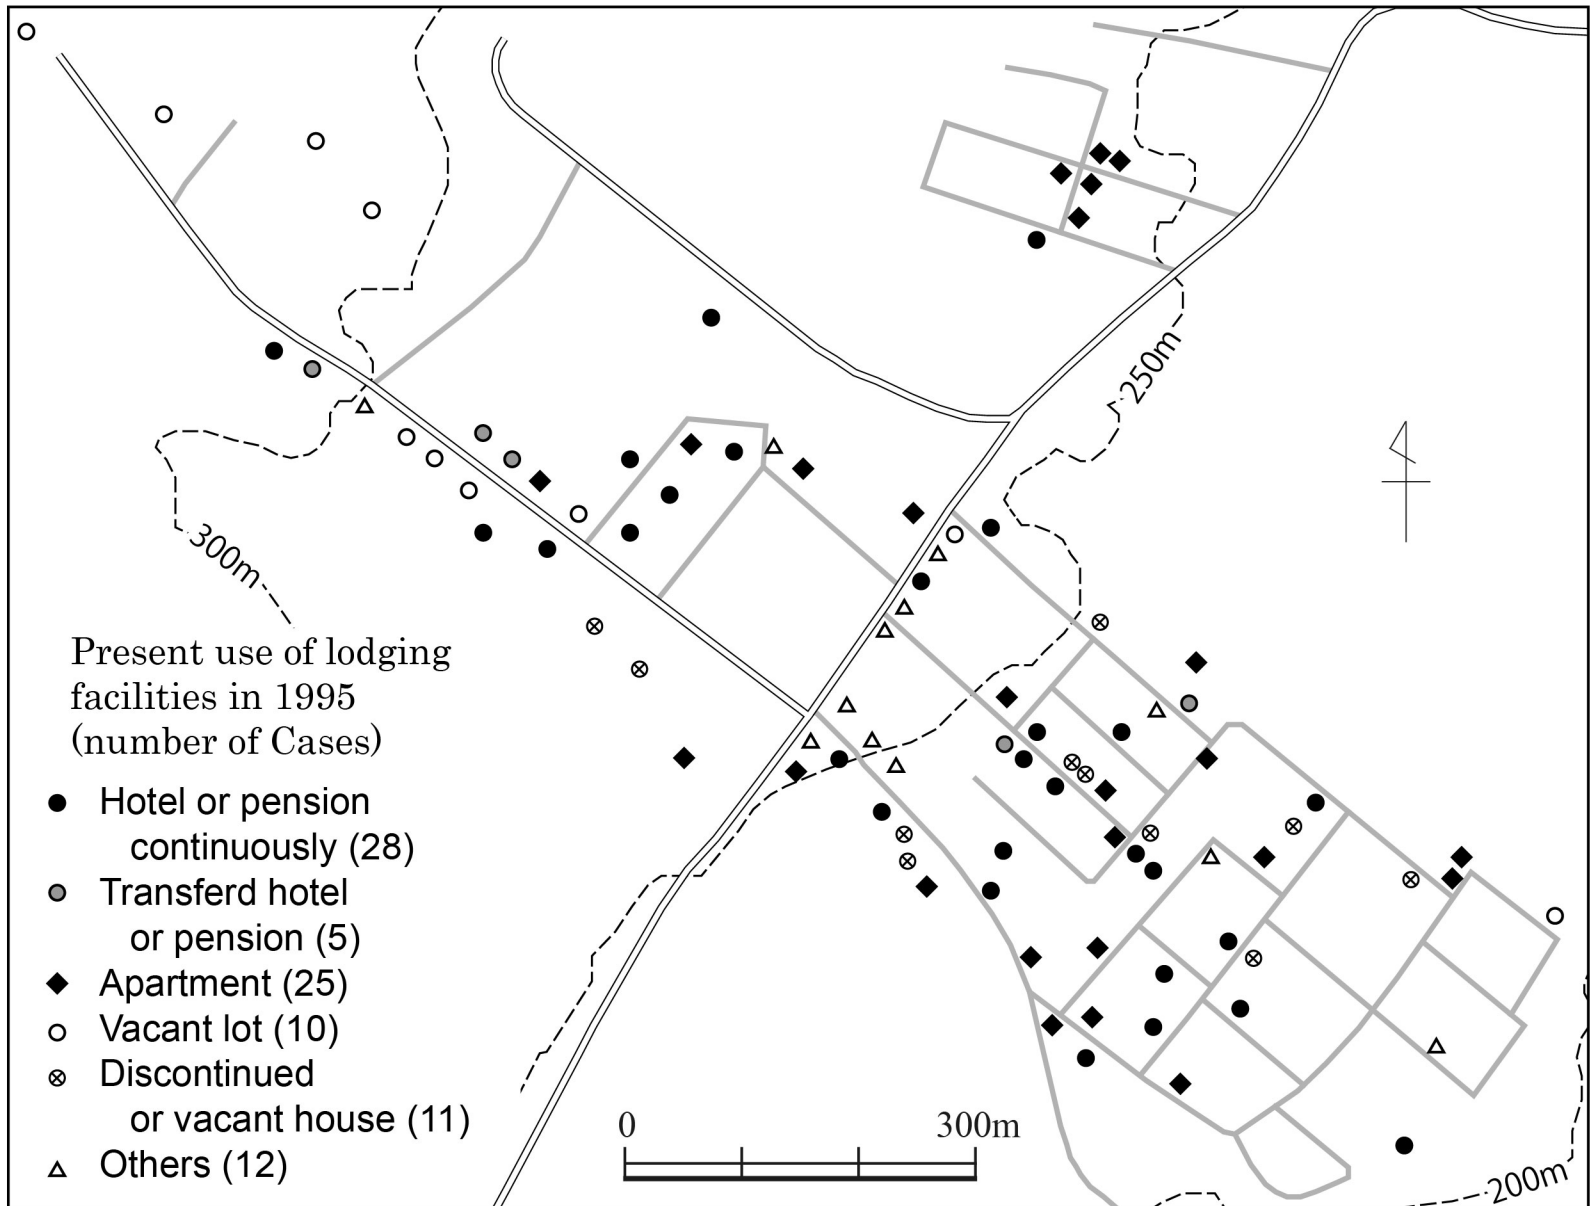 250m
300m
Present use of lodging
facilities in 1995
(number of Cases)
Hotel or pension
continuously (28)
Transferd hotel
or pension (5)
Apartment (25)
Vacant lot (10)
Discontinued
or vacant house (11)
Others (12)
0 300m
200m